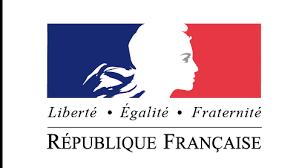 Liberté • Égalité • Fraternité
RÉPUBLIQUE FRANÇAISE